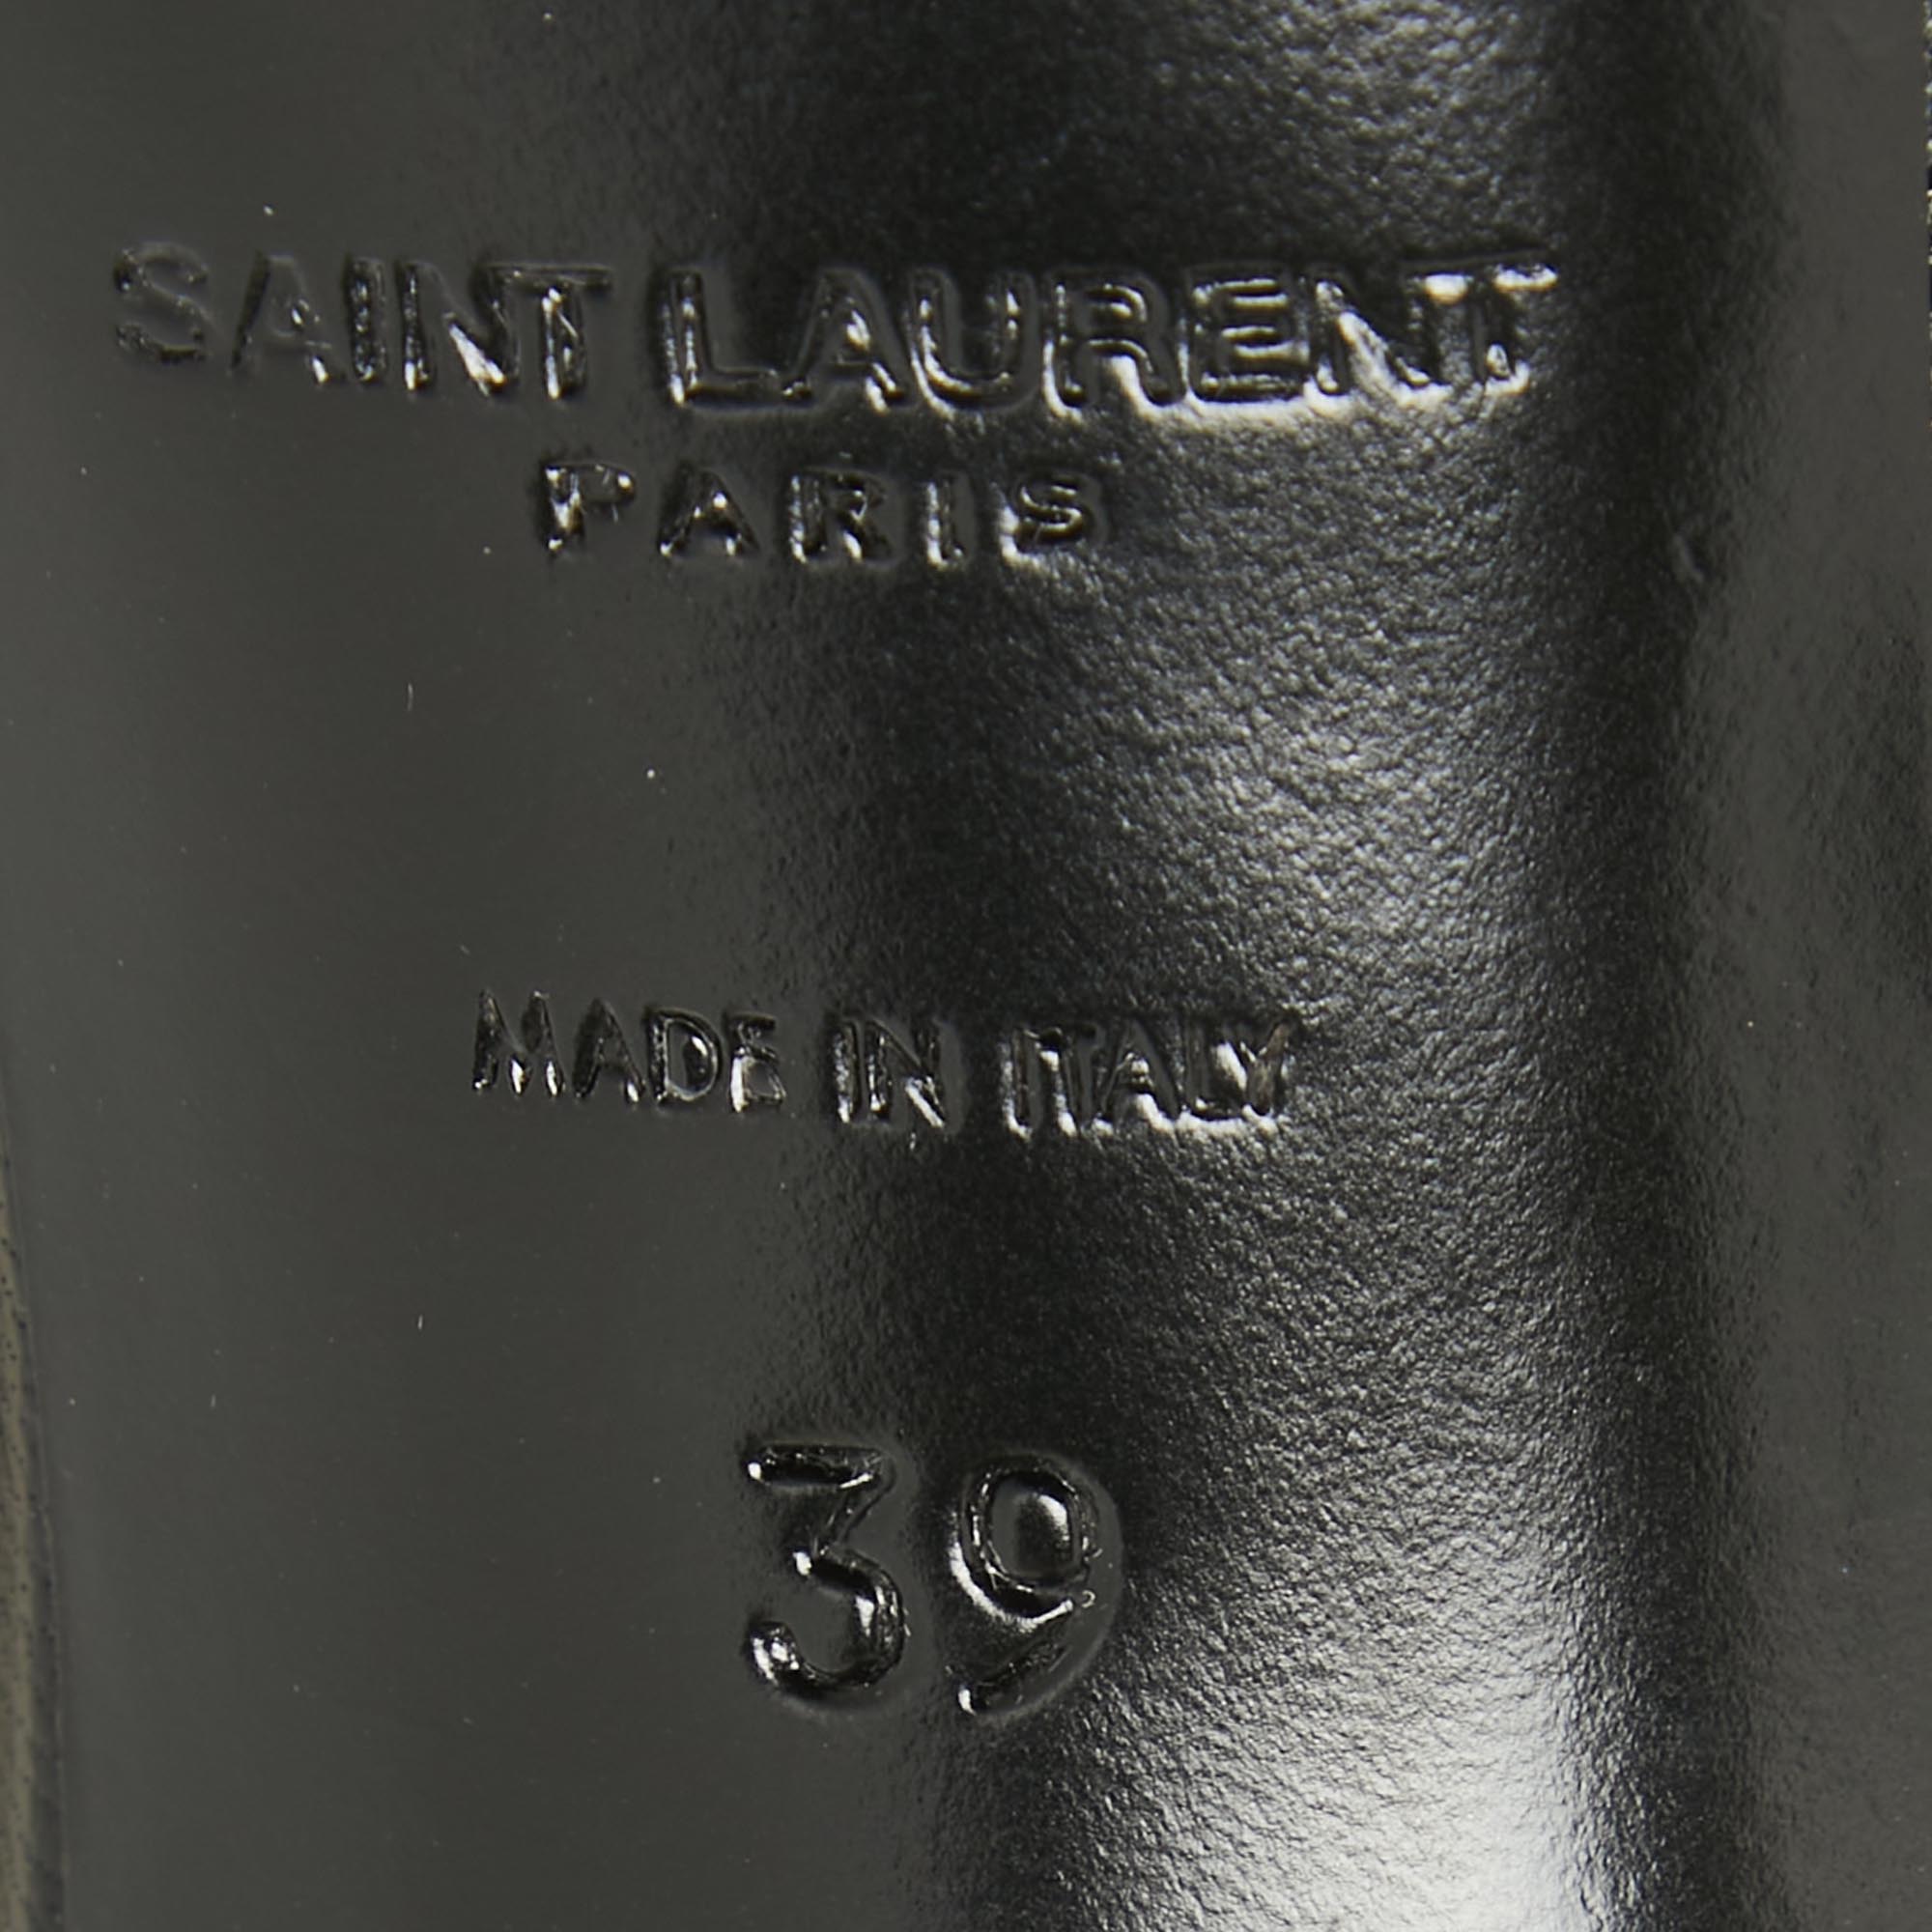 SAINT LAURENT
PARIS
MADE IN ITALY
39